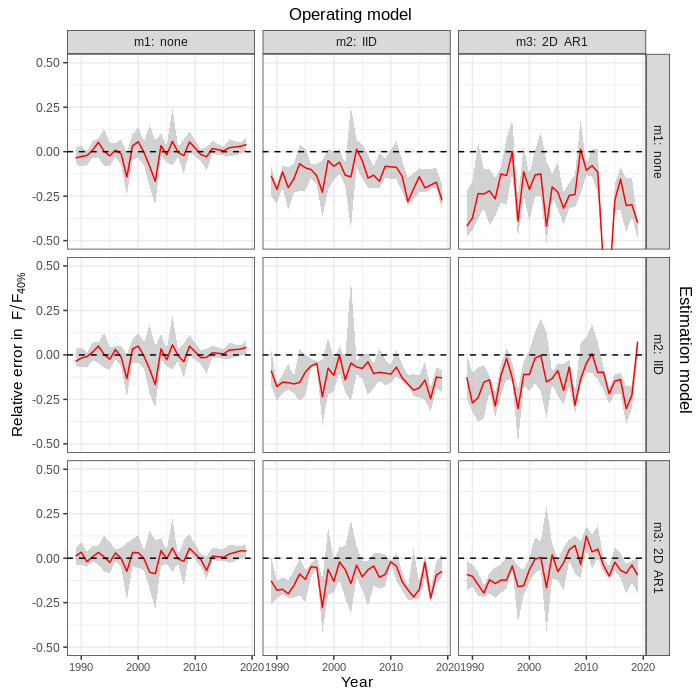 Operating model
m1: none
m2: IID
m3: 2D AR1
Relative error in F/F40%
0.50
0.25
0.00
-0.25
-0.50
m1: none
0.50
0.25
0.00
-0.25
-0.50
m2: IID
Estimation model
0.50
0.25
0.00
-0.25
-0.50
m3: 2D AR1
1990 2000 2010 2020 1990 2000 2010 2020 1990 2000 2010 2020
Year